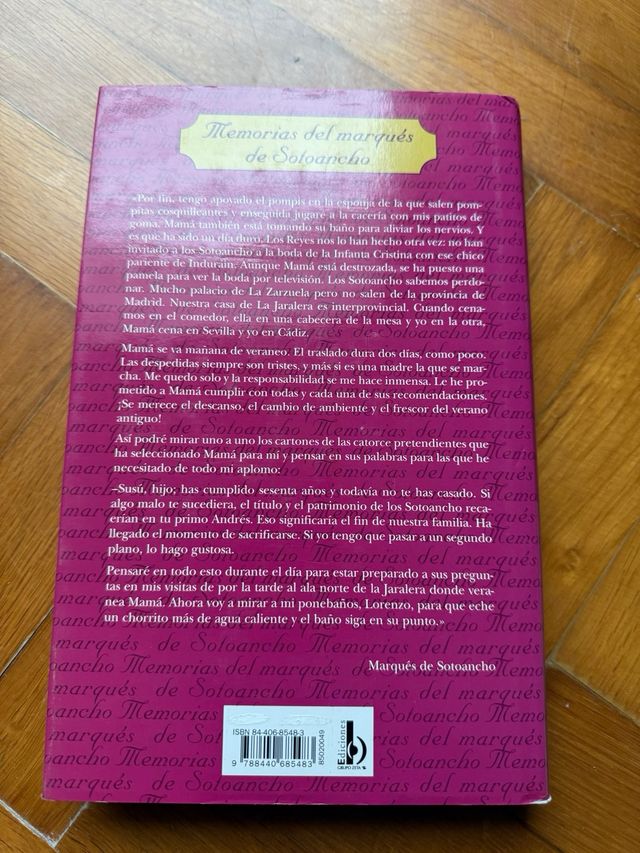 Memorias del marqués
de Sotoancho
«Por fin, tengo apoyado el pompis en la esponja de la que salen pom-
pitas cosquilleantes y enseguida jugaré a la cacería con mis patitos de
goma. Mamá también está tomando su baño para aliviar los nervios. Y
es que ha sido un día duro. Los Reyes nos lo han hecho otra vez: no han
invitado a los Sotoancho a la boda de la Infanta Cristina con ese chico
pariente de Induráin. Aunque Mamá está destrozada, se ha puesto una
pamela para ver la boda por televisión. Los Sotoancho sabemos perdo-
nar. Mucho palacio de La Zarzuela pero no salen de la provincia de
Madrid. Nuestra casa de La Jaralera es interprovincial. Cuando cena-
mos en el comedor, ella en una cabecera de la mesa y yo en la otra,
Mamá cena en Sevilla y yo en Cádiz.
Mamá se va mañana de veraneo. El traslado dura dos días, como poco.
Las despedidas siempre son tristes, y más si es una madre la que se mar-
cha. Me quedo solo y la responsabilidad se me hace inmensa. Le he pro-
metido a Mamá cumplir con todas y cada una de sus recomendaciones.
¡Se merece el descanso, el cambio de ambiente y el frescor del verano
antiguo!
Así podré mirar uno a uno los cartones de las catorce pretendientes que
ha seleccionado Mamá para mí y pensar en sus palabras para las que he
necesitado de todo mi aplomo:
–Susú, hijo; has cumplido sesenta años y todavía no te has casado. Si
algo malo te sucediera, el título y el patrimonio de los Sotoancho reca-
erían en tu primo Andrés. Eso significaría el fin de nuestra familia. Ha
llegado el momento de sacrificarse. Si yo tengo que pasar a un segundo
plano, lo hago gustosa.
Pensaré en todo esto durante el día para estar preparado a sus pregun-
tas en mis visitas de por la tarde al ala norte de la Jaralera donde vera-
nea Mamá. Ahora voy a mirar a mi ponebaños, Lorenzo, para que eche
un chorrito más de agua caliente y el baño siga en su punto.»
Marqués de Sotoancho
ISBN 84-406-8548-3
9 788440 685483
85020049
Ediciones
GRUPO ZETA